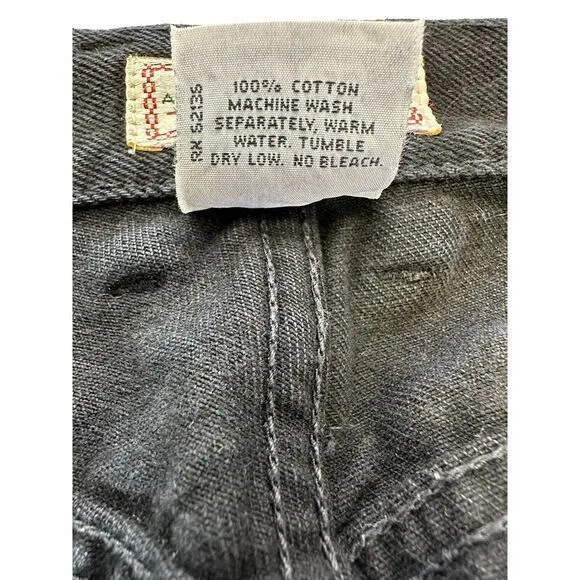 100% COTTON
MACHINE WASH
SEPARATELY, WARM
WATER. TUMBLE
DRY LOW. NO BLEACH.
RN 52135